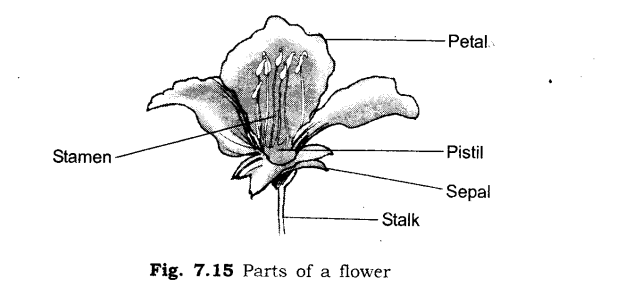 Petal
Stamen
Pistil
Sepal
Stalk
Fig. 7.15 Parts of a flower